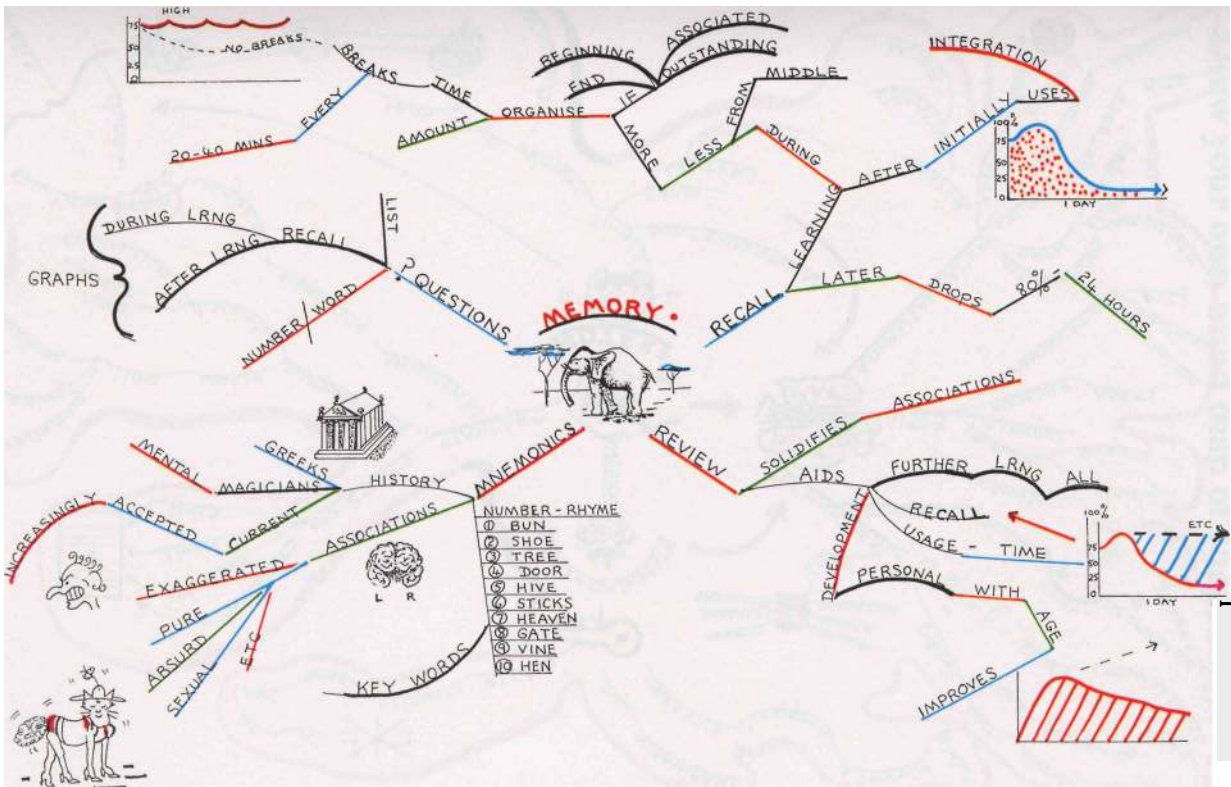 HIGH
75
50
25
0
NO BREAKS
BREAKS
EVERY
20-40 MINS
TIME
AMOUNT
ORGANISE
IF
BEGINNING
END
ASSOCIATED
OUTSTANDING
MORE
LESS
FROM
MIDDLE
DURING
LEARNING
AFTER
INITIALLY
USES
INTEGRATION
100%
75
50
25
0
1 DAY
RECALL
LATER
DROPS
80%
24 HOURS
MEMORY.
? QUESTIONS
LIST
RECALL
DURING LRNG
AFTER LRNG
GRAPHS
NUMBER/WORD
MNEMONICS
HISTORY
GREEKS
MAGICIANS
MENTAL
CURRENT
ACCEPTED
INCREASINGLY
ASSOCIATIONS
EXAGGERATED
PURE
ABSURD
SEXUAL
ETC
L R
NUMBER-RHYME
1 BUN
2 SHOE
3 TREE
4 DOOR
5 HIVE
6 STICKS
7 HEAVEN
8 GATE
9 VINE
10 HEN
KEY WORDS
REVIEW
SOLIDIFIES
ASSOCIATIONS
AIDS
FURTHER LRNG ALL
RECALL
USAGE - TIME
DEVELOPMENT
PERSONAL
WITH
AGE
IMPROVES
100%
75
50
25
0
ETC
1 DAY